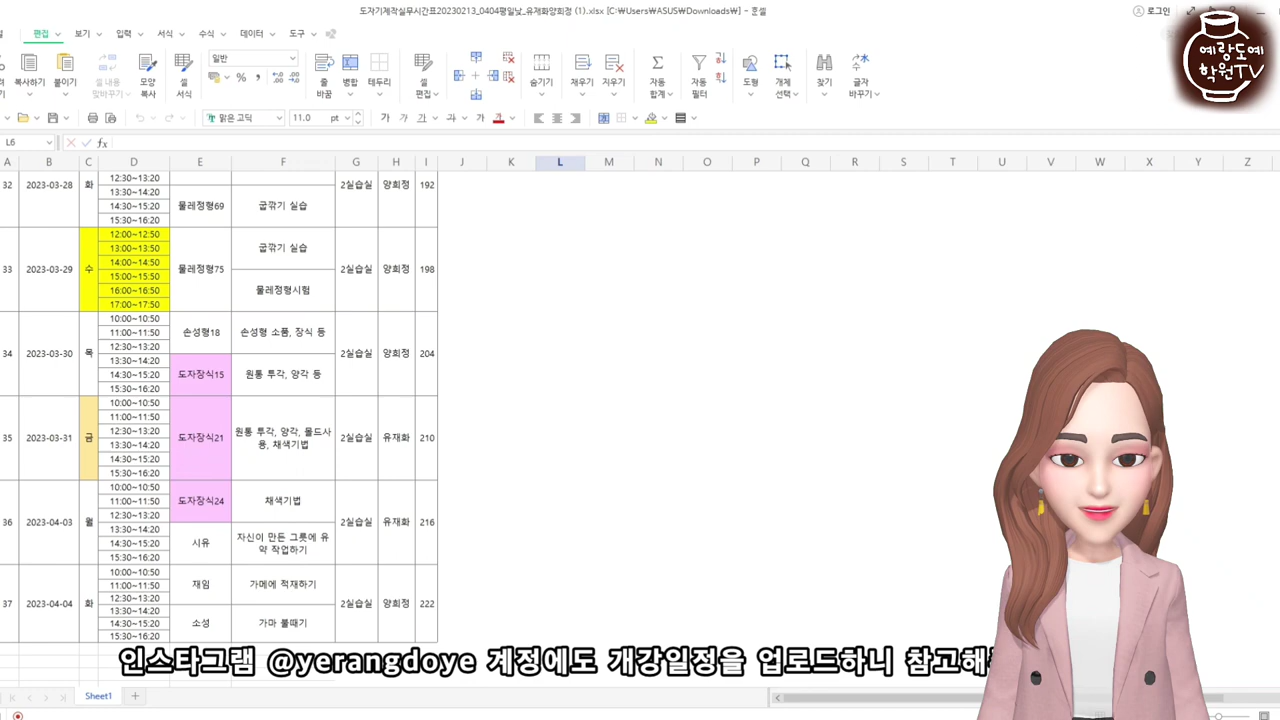 도자기제작실무시간표20230213_0404평일낮_유재화양희정 (1).xlsx [C:₩Users₩ASUS₩Downloads₩] - 훈셀
로그인
예랑도예
학원TV
편집 보기 입력 서식 수식 데이터 도구
복사하기 붙이기 셀 내용 맞바꾸기 모양 복사 셀 서식 일반 줄 바꿈 병합 테두리 셀 편집 숨기기 채우기 지우기 자동 합계 자동 필터 도형 개체 선택 찾기 글자 바꾸기
맑은 고딕 11.0 pt
L6
A B C D E F G H I J K L M N O P Q R S T U V W X Y Z
32 2023-03-28 화 2실습실 양희정 192
12:30~13:20
13:30~14:20
14:30~15:20 물레정형69 굽깎기 실습
15:30~16:20
33 2023-03-29 수 물레정형75 2실습실 양희정 198
12:00~12:50
13:00~13:50 굽깎기 실습
14:00~14:50
15:00~15:50
16:00~16:50 물레정형시험
17:00~17:50
34 2023-03-30 목 2실습실 양희정 204
10:00~10:50
11:00~11:50 손성형18 손성형 소품, 장식 등
12:30~13:20
13:30~14:20
14:30~15:20 도자장식15 원통 투각, 양각 등
15:30~16:20
35 2023-03-31 금 도자장식21 원통 투각, 양각, 몰드사용, 채색기법 2실습실 유재화 210
10:00~10:50
11:00~11:50
12:30~13:20
13:30~14:20
14:30~15:20
15:30~16:20
36 2023-04-03 월 2실습실 유재화 216
10:00~10:50
11:00~11:50 도자장식24 채색기법
12:30~13:20
13:30~14:20
14:30~15:20 시유 자신이 만든 그릇에 유약 작업하기
15:30~16:20
37 2023-04-04 화 2실습실 양희정 222
10:00~10:50
11:00~11:50 재임 가메에 적재하기
12:30~13:20
13:30~14:20
14:30~15:20 소성 가마 불때기
15:30~16:20
인스타그램 @yerangdoye 계정에도 개강일정을 업로드하니 참고해
Sheet1